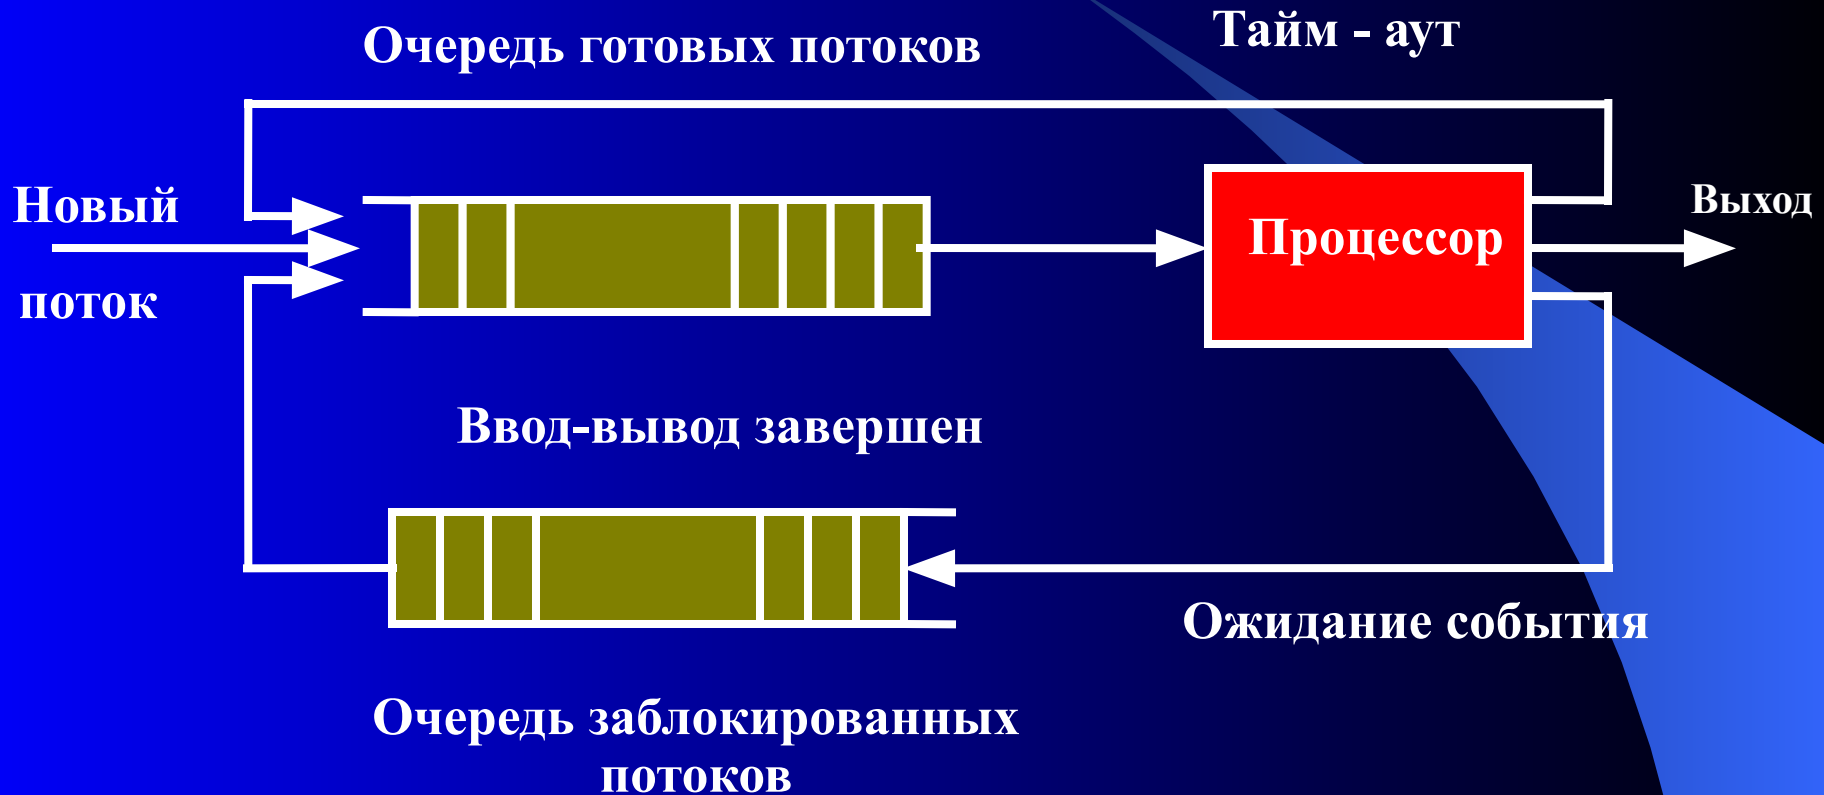 Очередь готовых потоков
Тайм - аут
Новый
поток
Процессор
Выход
Ввод-вывод завершен
Ожидание события
Очередь заблокированных
потоков